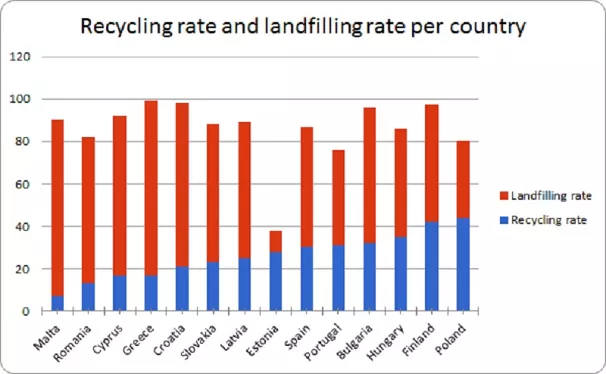 Recycling rate and landfilling rate per country
120
100
80
60
40
20
0
Malta
Romania
Cyprus
Greece
Croatia
Slovakia
Latvia
Estonia
Spain
Portugal
Bulgaria
Hungary
Finland
Poland
Landfilling rate
Recycling rate